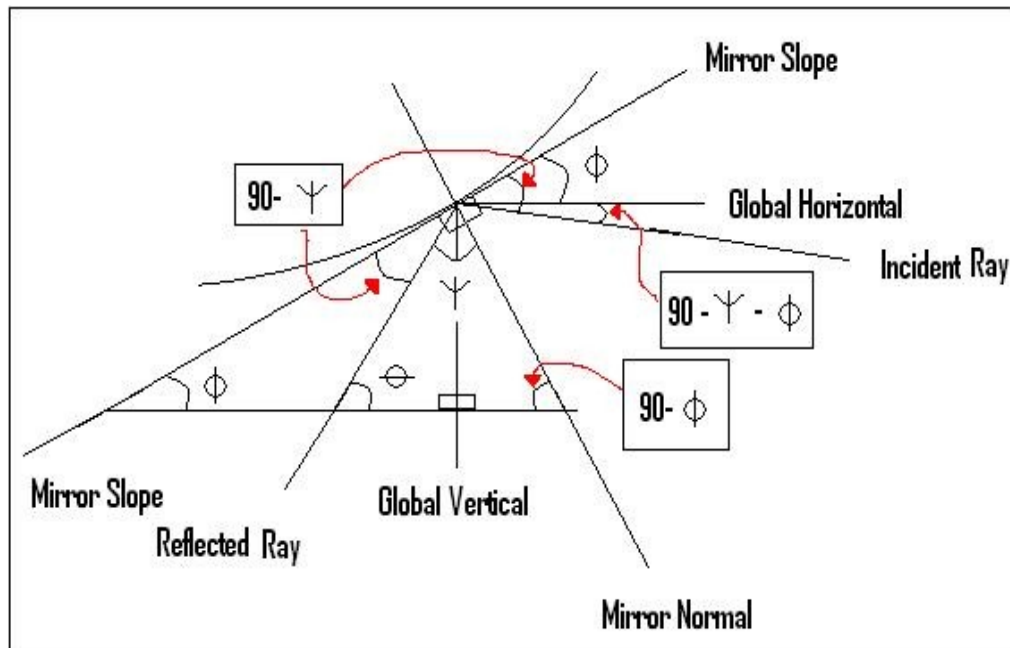 Mirror Slope
90- Ψ
ϕ
Global Horizontal
Incident Ray
Ψ
90 - Ψ - ϕ
ϕ
θ
90- ϕ
Mirror Slope
Global Vertical
Reflected Ray
Mirror Normal